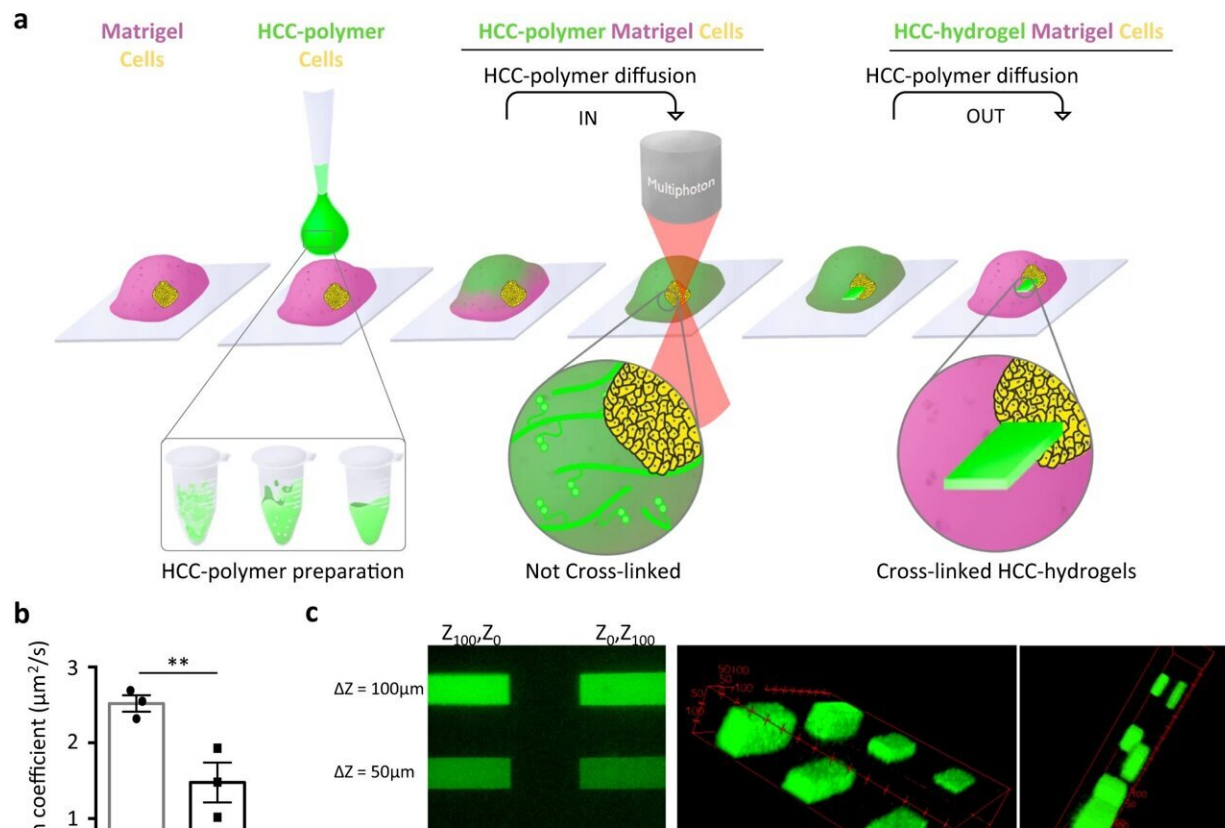 a
Matrigel
Cells
HCC-polymer
Cells
HCC-polymer Matrigel Cells
HCC-polymer diffusion
IN
Multiphoton
HCC-hydrogel Matrigel Cells
HCC-polymer diffusion
OUT
HCC-polymer preparation
Not Cross-linked
Cross-linked HCC-hydrogels
b
coefficient (μm²/s)
3
2
1
**
c
Z₁₀₀,Z₀
Z₀,Z₁₀₀
ΔZ = 100μm
ΔZ = 50μm